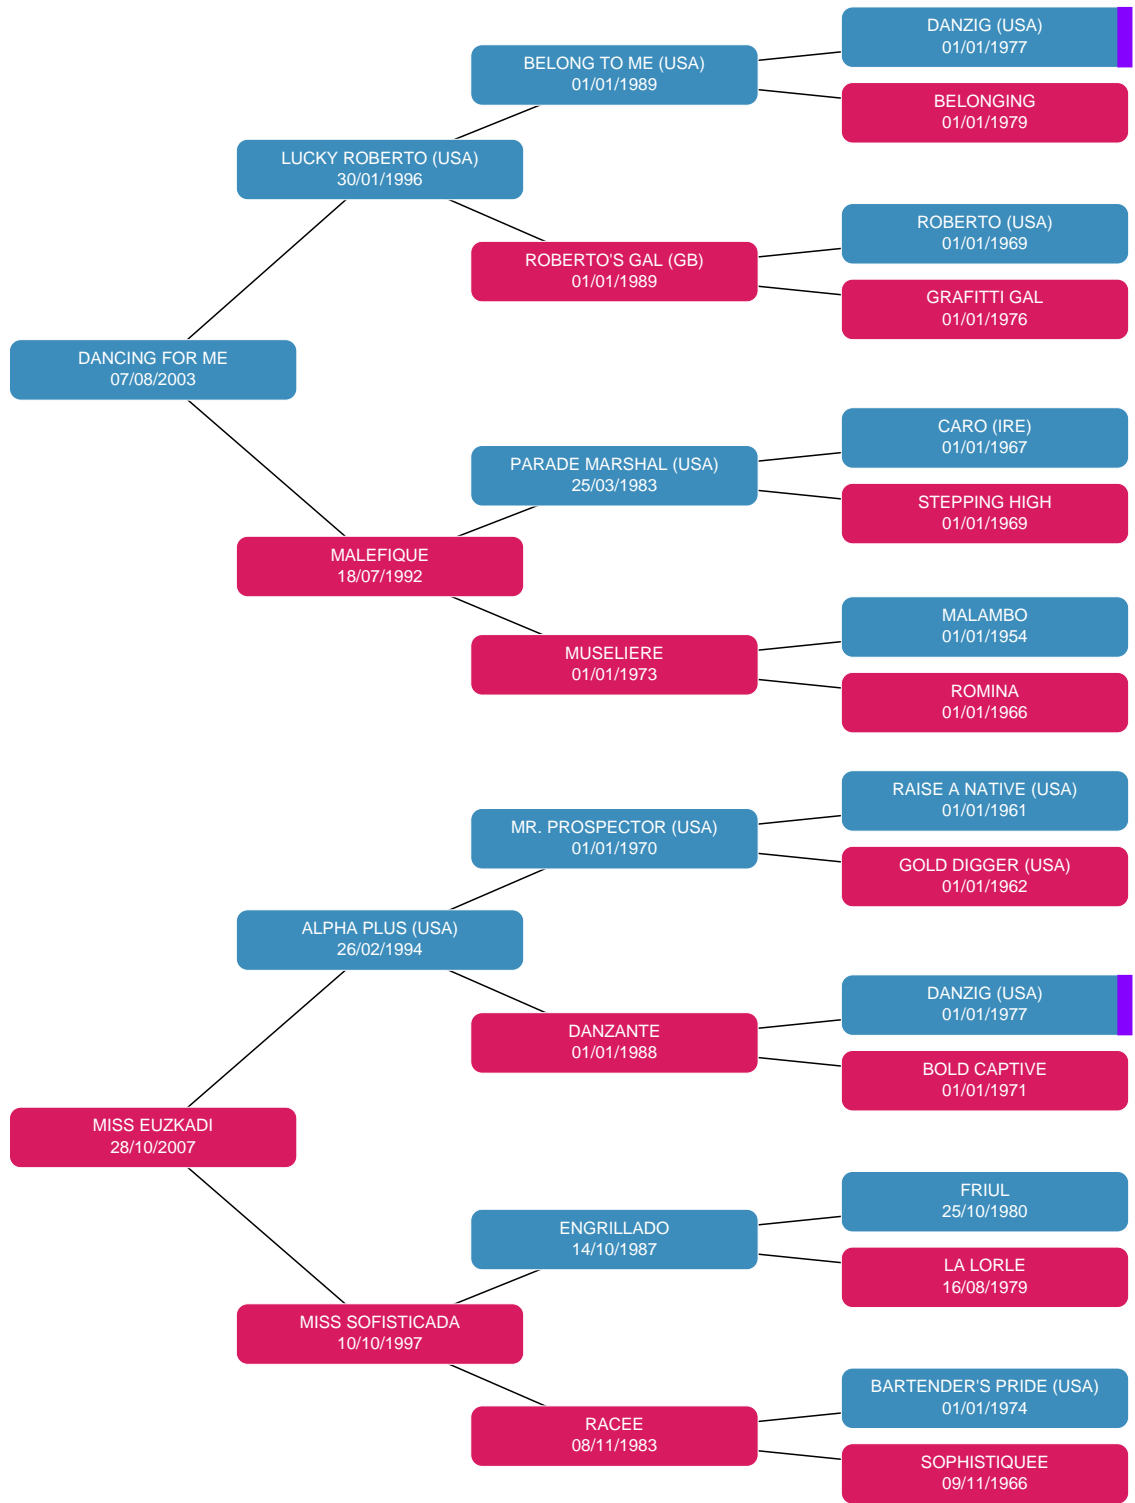 DANZIG (USA)
01/01/1977
BELONG TO ME (USA)
01/01/1989
BELONGING
01/01/1979
LUCKY ROBERTO (USA)
30/01/1996
ROBERTO (USA)
01/01/1969
ROBERTO'S GAL (GB)
01/01/1989
GRAFITTI GAL
01/01/1976
DANCING FOR ME
07/08/2003
CARO (IRE)
01/01/1967
PARADE MARSHAL (USA)
25/03/1983
STEPPING HIGH
01/01/1969
MALEFIQUE
18/07/1992
MALAMBO
01/01/1954
MUSELIERE
01/01/1973
ROMINA
01/01/1966
RAISE A NATIVE (USA)
01/01/1961
MR. PROSPECTOR (USA)
01/01/1970
GOLD DIGGER (USA)
01/01/1962
ALPHA PLUS (USA)
26/02/1994
DANZIG (USA)
01/01/1977
DANZANTE
01/01/1988
BOLD CAPTIVE
01/01/1971
MISS EUZKADI
28/10/2007
FRIUL
25/10/1980
ENGRILLADO
14/10/1987
LA LORLE
16/08/1979
MISS SOFISTICADA
10/10/1997
BARTENDER'S PRIDE (USA)
01/01/1974
RACEE
08/11/1983
SOPHISTIQUEE
09/11/1966